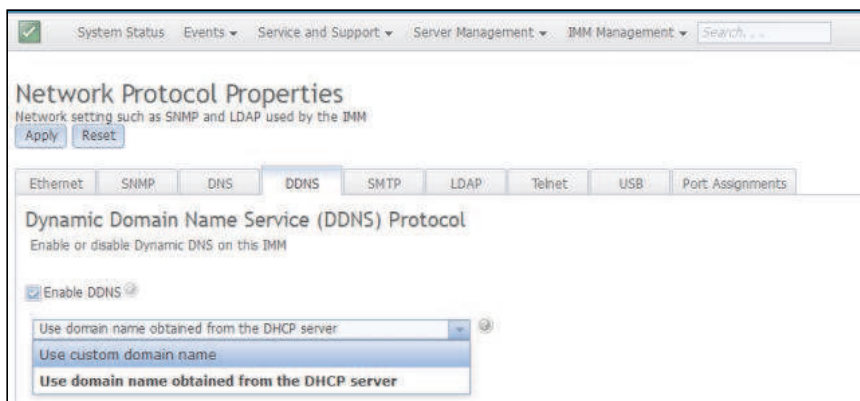 System Status Events Service and Support Server Management IMM Management Search...
Network Protocol Properties
Network setting such as SNMP and LDAP used by the IMM
Apply Reset
Ethernet SNMP DNS DDNS SMTP LDAP Telnet USB Port Assignments
Dynamic Domain Name Service (DDNS) Protocol
Enable or disable Dynamic DNS on this IMM
Enable DDNS
Use domain name obtained from the DHCP server
Use custom domain name
Use domain name obtained from the DHCP server